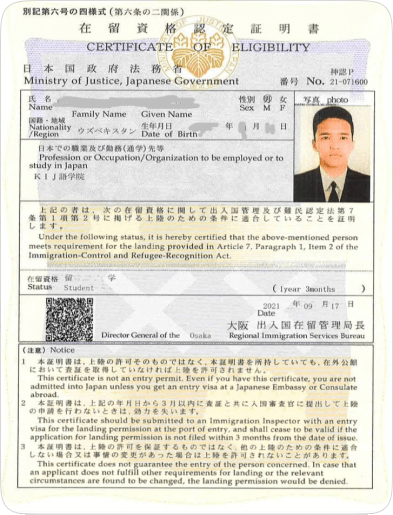 別記第六号の四様式(第六条の二関係)
在留資格認定証明書
CERTIFICATE OF ELIGIBILITY
日本国政府法務省
Ministry of Justice, Japanese Government
神認P
番号 No. 21-071600
氏名
Name
Family Name Given Name
性別 男 女
Sex M F
写真 photo
国籍・地域
Nationality
/Region
ウズベキスタン
生年月日
Date of Birth
年 月 日
日本での職業及び勤務(通学)先等
Profession or Occupation/Organization to be employed or to
study in Japan
KIJ語学院
上記の者は、次の在留資格に関して出入国管理及び難民認定法第7
条第1項第2号に掲げる上陸のための条件に適合していることを証明
します。
Under the following status, it is hereby certified that the above-mentioned person
meets requirement for the landing provided in Article 7, Paragraph 1, Item 2 of the
Immigration-Control and Refugee-Recognition Act.
在留資格 留 学
Status Student
(1year 3months )
2021 年 09 月 17 日
Date
大阪 出入国在留管理局長
Director General of the Osaka Regional Immigration Services Bureau
(注意) Notice
1 本証明書は、上陸の許可そのものではなく、本証明書を所持していても、在外公館
において査証を取得していなければ上陸を許可されません。
This certificate is not an entry permit. Even if you have this certificate, you are not
admitted into Japan unless you get an entry visa at a Japanese Embassy or Consulate
abroad.
2 本証明書は、上記の年月日から3月以内に査証と共に入国審査官に提出して上陸
の申請を行わないときは、効力を失います。
This certificate should be submitted to an Immigration Inspector with an entry
visa for the landing permission at the port of entry, and shall cease to be valid if the
application for landing permission is not filed within 3 months from the date of issue.
3 本証明書は、上陸の許可を保証するものではなく、他の上陸のための条件に適合
しない場合又は事情の変更があった場合は上陸を許可されないことがあります。
This certificate does not guarantee the entry of the person concerned. In case that
an applicant does not fulfill other requirements for landing or the relevant
circumstances are found to be changed, the landing permission would be denied.